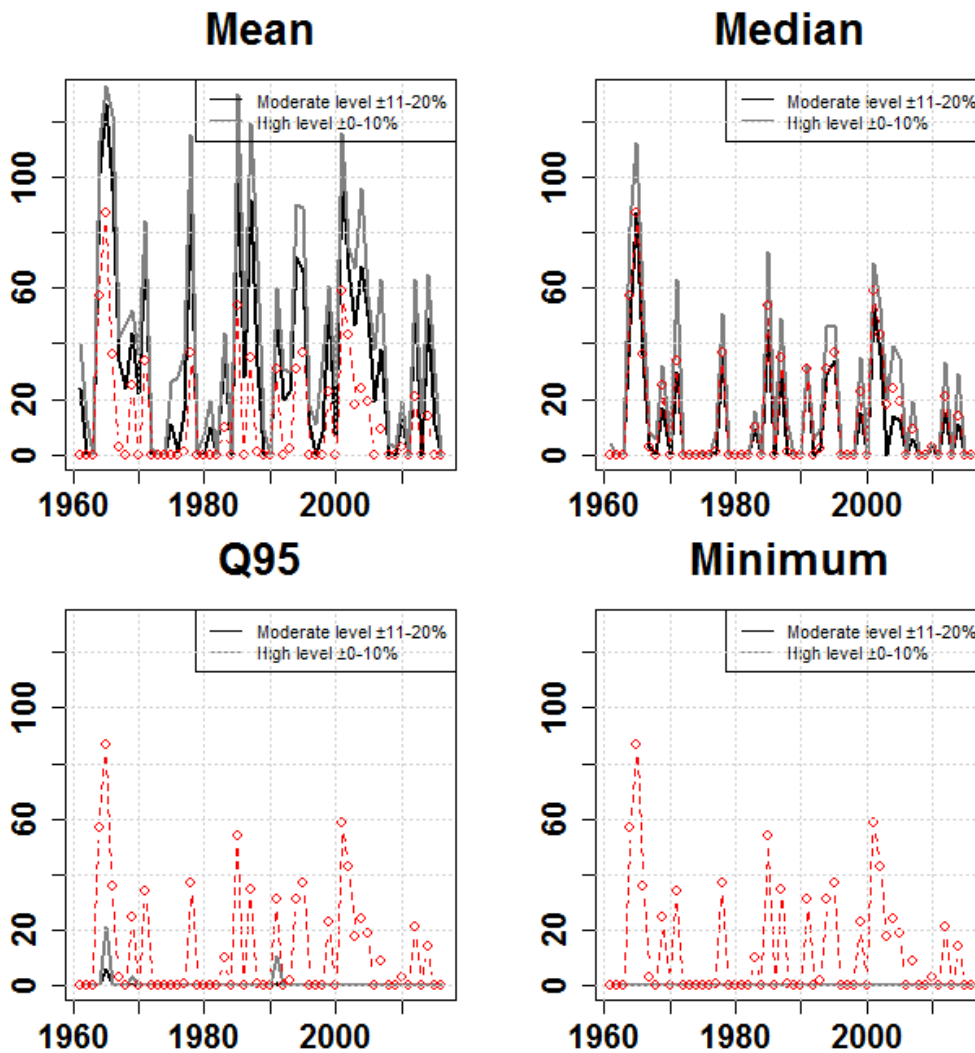 Mean
Moderate level ±11-20%
High level ±0-10%
0 20 60 100
1960 1980 2000
Median
Moderate level ±11-20%
High level ±0-10%
0 20 60 100
1960 1980 2000
Q95
Moderate level ±11-20%
High level ±0-10%
0 20 60 100
1960 1980 2000
Minimum
Moderate level ±11-20%
High level ±0-10%
0 20 60 100
1960 1980 2000